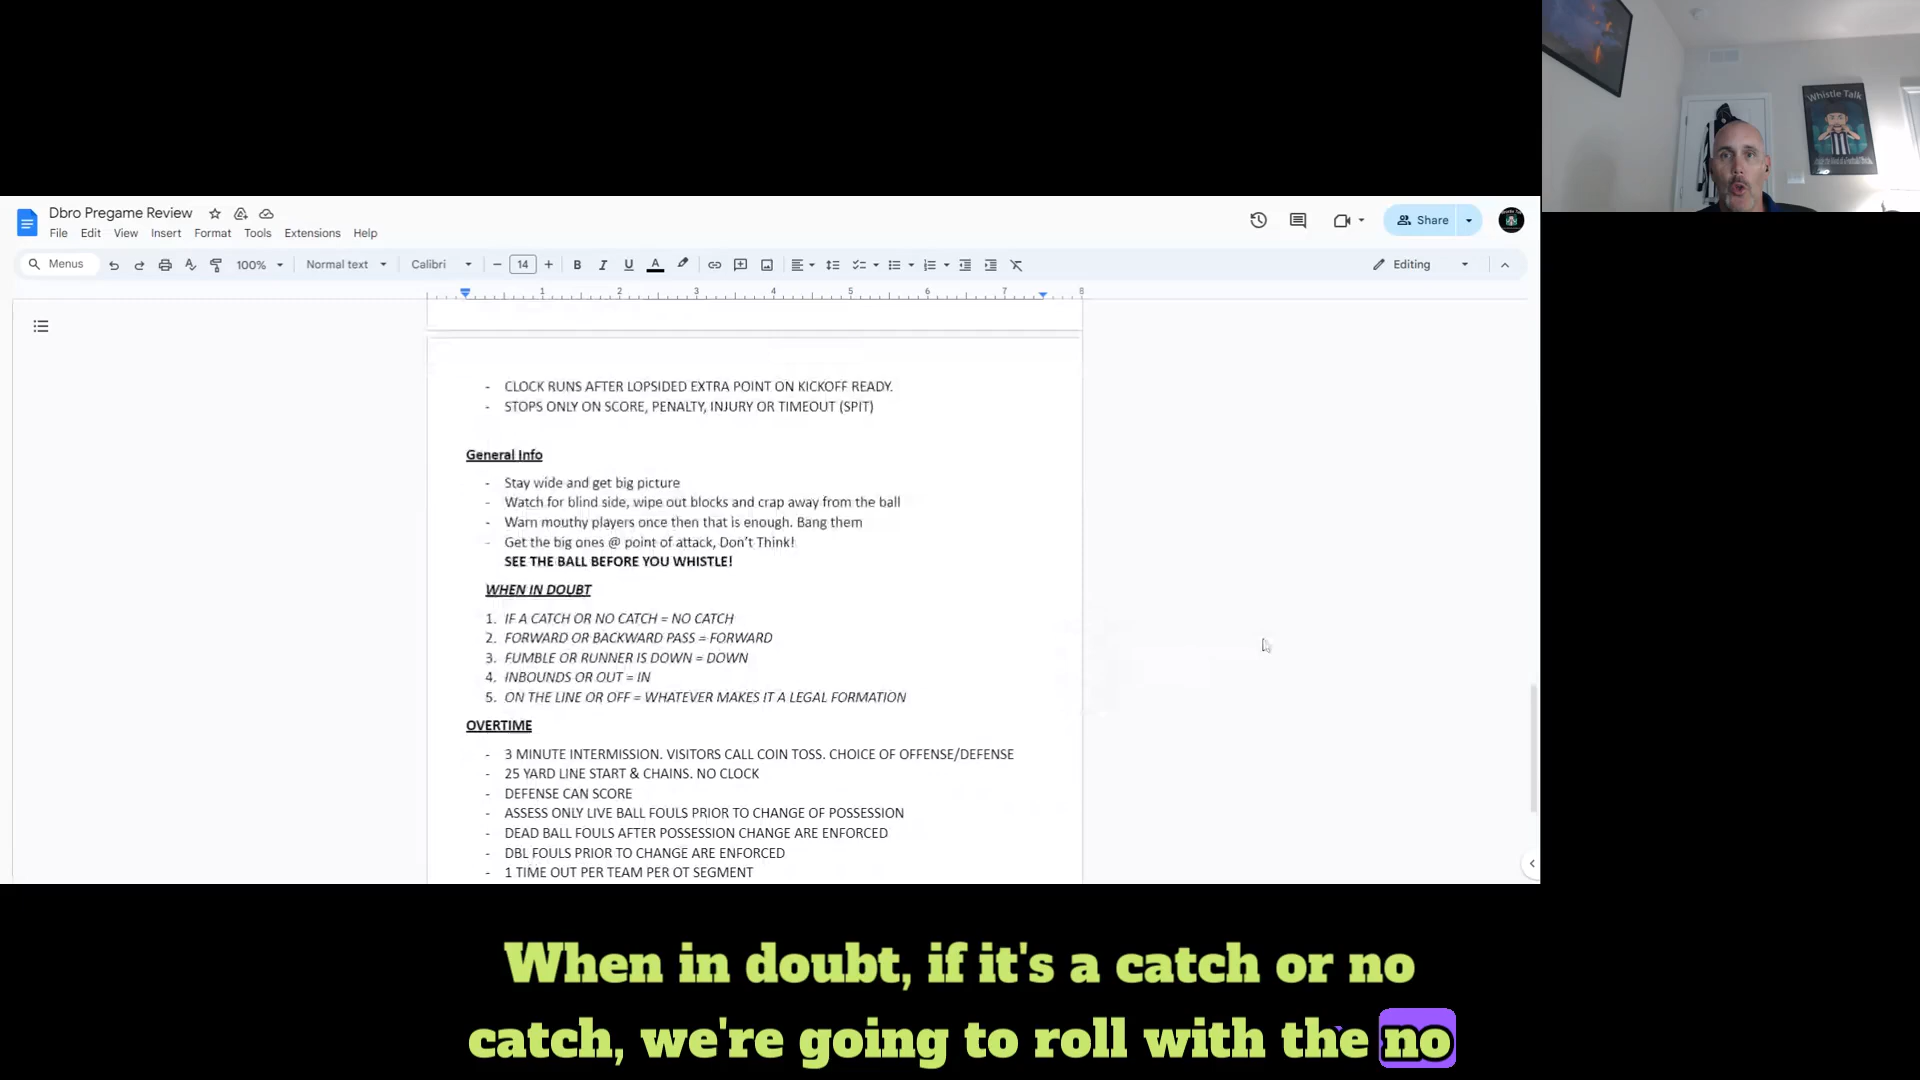 Whistle Talk
Dbro Pregame Review
File Edit View Insert Format Tools Extensions Help
Share
Menus 100% Normal text Calibri 14 Editing
1 2 3 4 5 6 7 8
- CLOCK RUNS AFTER LOPSIDED EXTRA POINT ON KICKOFF READY.
- STOPS ONLY ON SCORE, PENALTY, INJURY OR TIMEOUT (SPIT)
General Info
- Stay wide and get big picture
- Watch for blind side, wipe out blocks and crap away from the ball
- Warn mouthy players once then that is enough. Bang them
- Get the big ones @ point of attack, Don't Think!
SEE THE BALL BEFORE YOU WHISTLE!
WHEN IN DOUBT
1. IF A CATCH OR NO CATCH = NO CATCH
2. FORWARD OR BACKWARD PASS = FORWARD
3. FUMBLE OR RUNNER IS DOWN = DOWN
4. INBOUNDS OR OUT = IN
5. ON THE LINE OR OFF = WHATEVER MAKES IT A LEGAL FORMATION
OVERTIME
- 3 MINUTE INTERMISSION. VISITORS CALL COIN TOSS. CHOICE OF OFFENSE/DEFENSE
- 25 YARD LINE START & CHAINS. NO CLOCK
- DEFENSE CAN SCORE
- ASSESS ONLY LIVE BALL FOULS PRIOR TO CHANGE OF POSSESSION
- DEAD BALL FOULS AFTER POSSESSION CHANGE ARE ENFORCED
- DBL FOULS PRIOR TO CHANGE ARE ENFORCED
- 1 TIME OUT PER TEAM PER OT SEGMENT
When in doubt, if it's a catch or no
catch, we're going to roll with the no